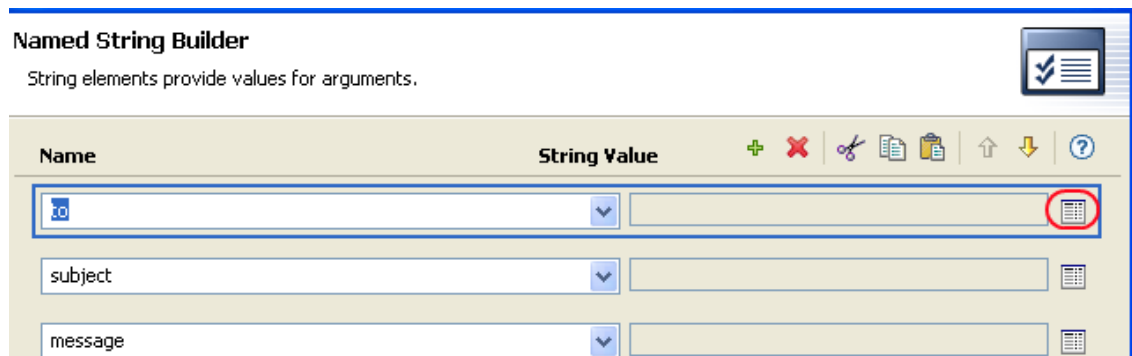 Named String Builder
String elements provide values for arguments.
Name String Value
to
subject
message